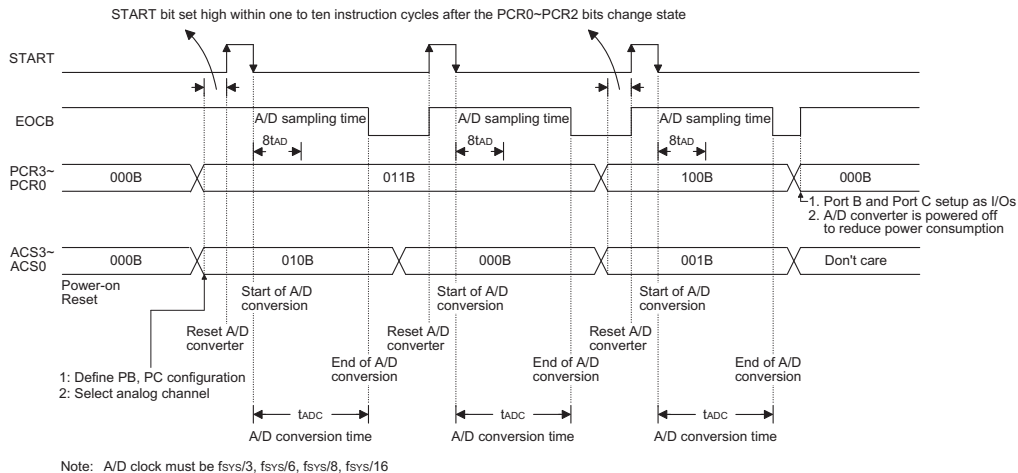 START bit set high within one to ten instruction cycles after the PCR0~PCR2 bits change state
START
EOCB
A/D sampling time
A/D sampling time
A/D sampling time
8tAD
8tAD
8tAD
PCR3~
PCR0
000B
011B
100B
000B
1. Port B and Port C setup as I/Os
2. A/D converter is powered off
to reduce power consumption
ACS3~
ACS0
000B
010B
000B
001B
Don't care
Power-on
Reset
Start of A/D
conversion
Start of A/D
conversion
Start of A/D
conversion
Reset A/D
converter
Reset A/D
converter
Reset A/D
converter
End of A/D
conversion
End of A/D
conversion
End of A/D
conversion
1: Define PB, PC configuration
2: Select analog channel
tADC
tADC
tADC
A/D conversion time
A/D conversion time
A/D conversion time
Note: A/D clock must be fSYS/3, fSYS/6, fSYS/8, fSYS/16